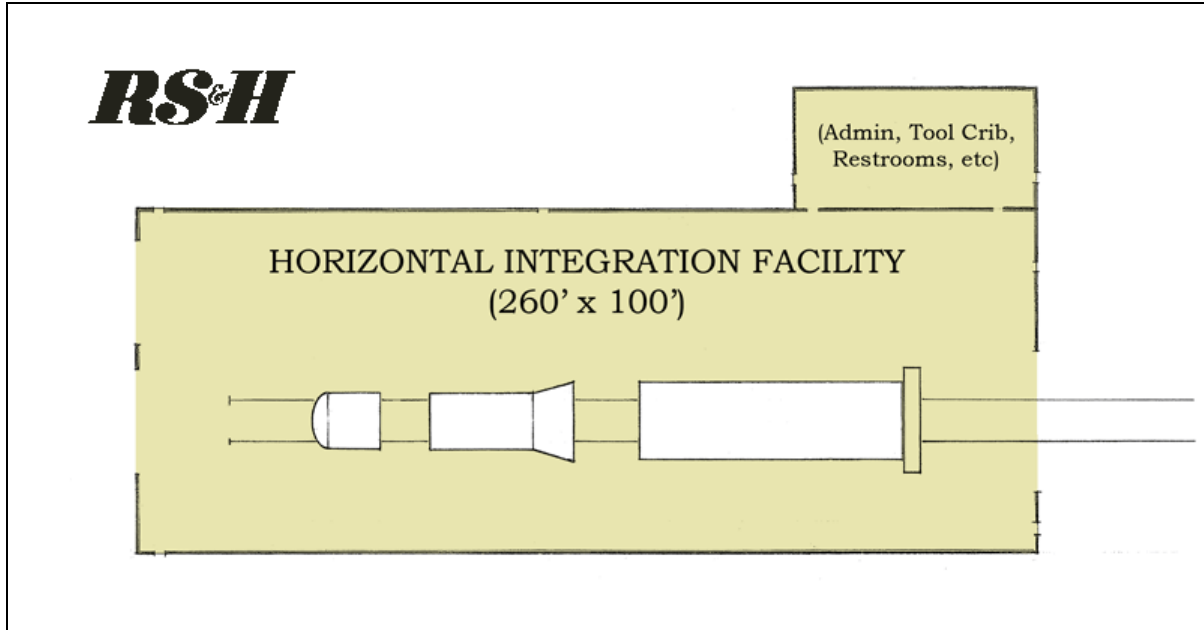 RS&H
(Admin, Tool Crib,
Restrooms, etc)
HORIZONTAL INTEGRATION FACILITY
(260’ x 100’)